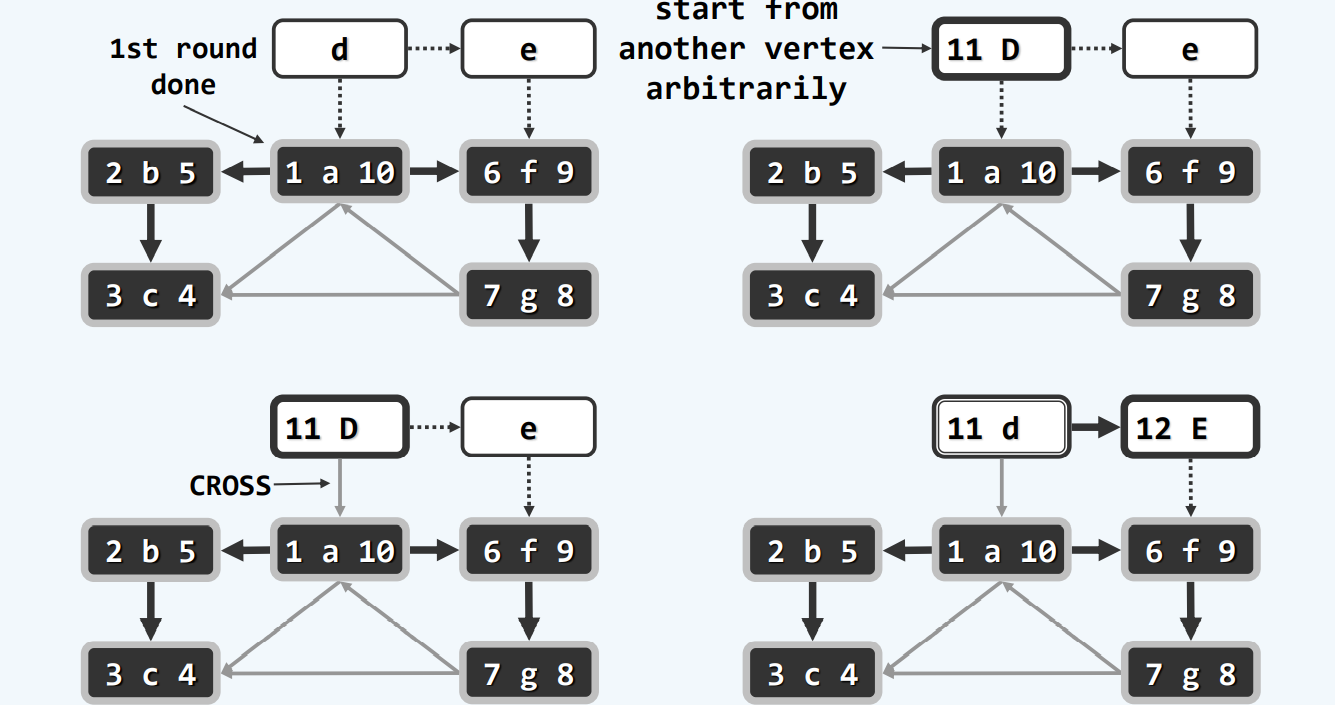 1st round
done
d
e
2 b 5
1 a 10
6 f 9
3 c 4
7 g 8
start from
another vertex
arbitrarily
11 D
e
2 b 5
1 a 10
6 f 9
3 c 4
7 g 8
11 D
e
CROSS
2 b 5
1 a 10
6 f 9
3 c 4
7 g 8
11 d
12 E
2 b 5
1 a 10
6 f 9
3 c 4
7 g 8